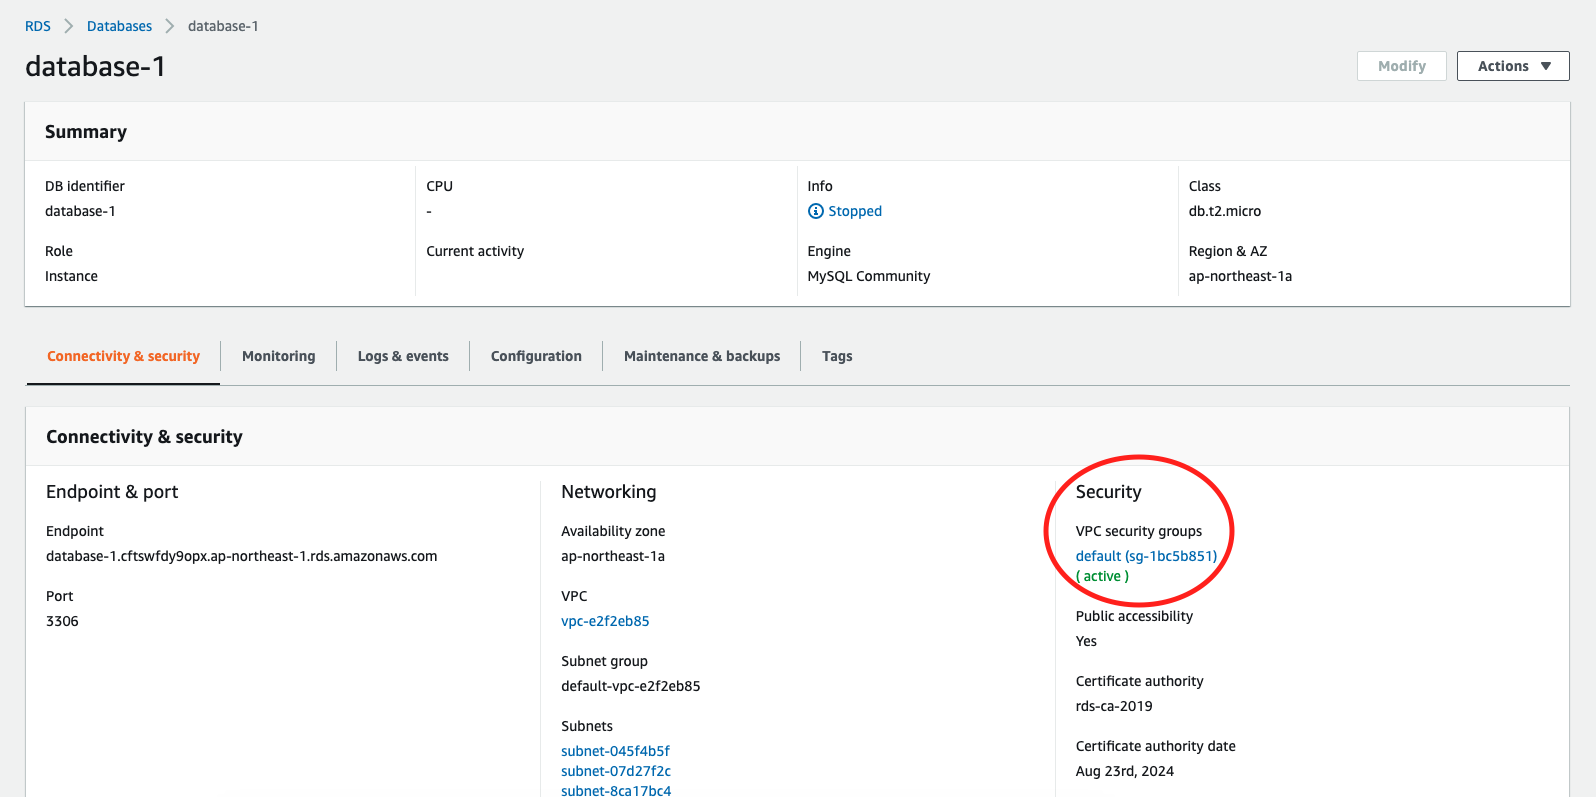 RDS > Databases > database-1
database-1
Modify
Actions
Summary
DB identifier
database-1
CPU
-
Info
Stopped
Class
db.t2.micro
Role
Instance
Current activity
Engine
MySQL Community
Region & AZ
ap-northeast-1a
Connectivity & security
Monitoring
Logs & events
Configuration
Maintenance & backups
Tags
Connectivity & security
Endpoint & port
Endpoint
database-1.cftswfdy9opx.ap-northeast-1.rds.amazonaws.com
Port
3306
Networking
Availability zone
ap-northeast-1a
VPC
vpc-e2f2eb85
Subnet group
default-vpc-e2f2eb85
Subnets
subnet-045f4b5f
subnet-07d27f2c
subnet-8ca17bc4
Security
VPC security groups
default (sg-1bc5b851)
( active )
Public accessibility
Yes
Certificate authority
rds-ca-2019
Certificate authority date
Aug 23rd, 2024